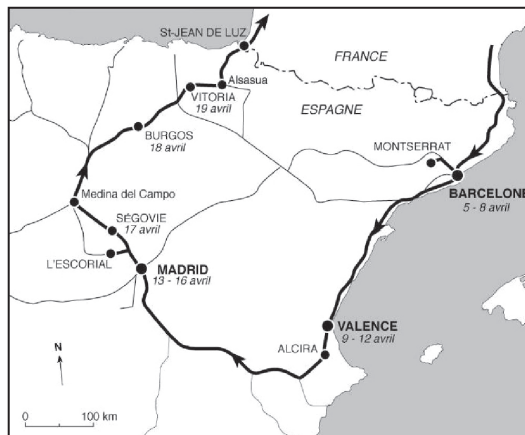 St-JEAN DE LUZ
FRANCE
Alsasua
VITORIA
19 avril
ESPAGNE
BURGOS
18 avril
MONTSERRAT
BARCELONE
5 - 8 avril
Medina del Campo
SÉGOVIE
17 avril
L'ESCORIAL
MADRID
13 - 16 avril
VALENCE
9 - 12 avril
ALCIRA
N
0 100 km